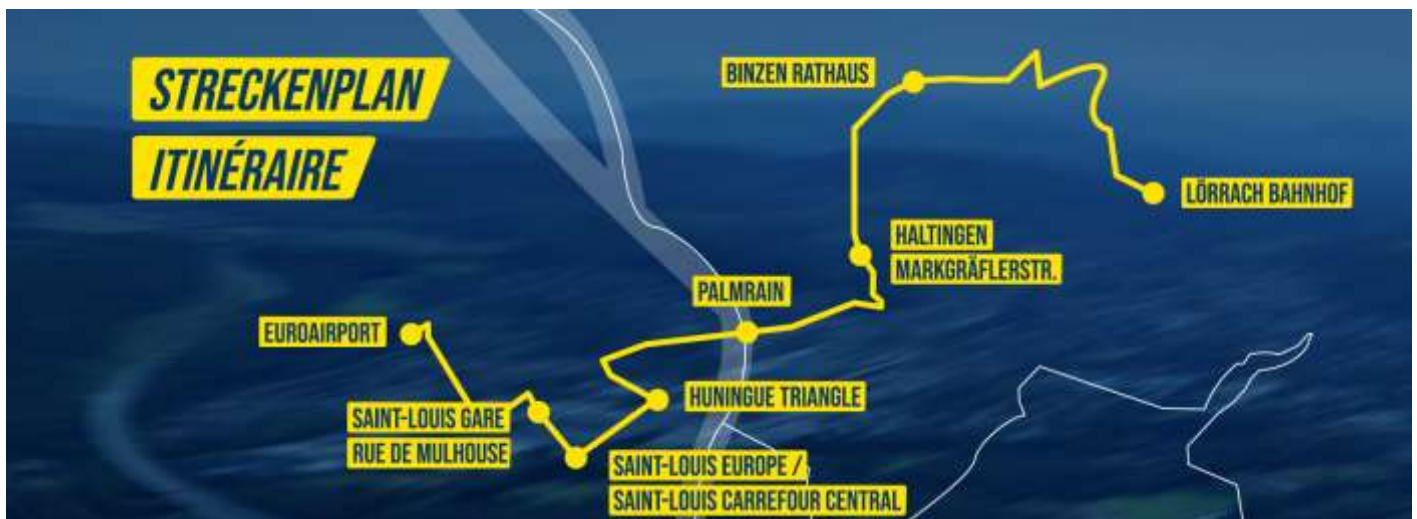 STRECKENPLAN
ITINÉRAIRE
BINZEN RATHAUS
LÖRRACH BAHNHOF
HALTINGEN
MARKGRÄFLERSTR.
PALMRAIN
EUROAIRPORT
HUNINGUE TRIANGLE
SAINT-LOUIS GARE
RUE DE MULHOUSE
SAINT-LOUIS EUROPE /
SAINT-LOUIS CARREFOUR CENTRAL